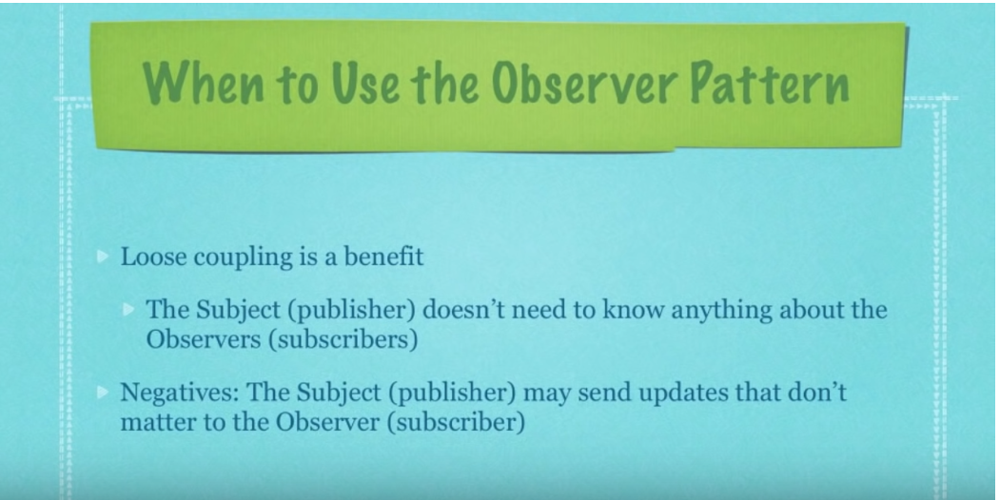 When to Use the Observer Pattern
Loose coupling is a benefit
The Subject (publisher) doesn’t need to know anything about the
Observers (subscribers)
Negatives: The Subject (publisher) may send updates that don’t
matter to the Observer (subscriber)